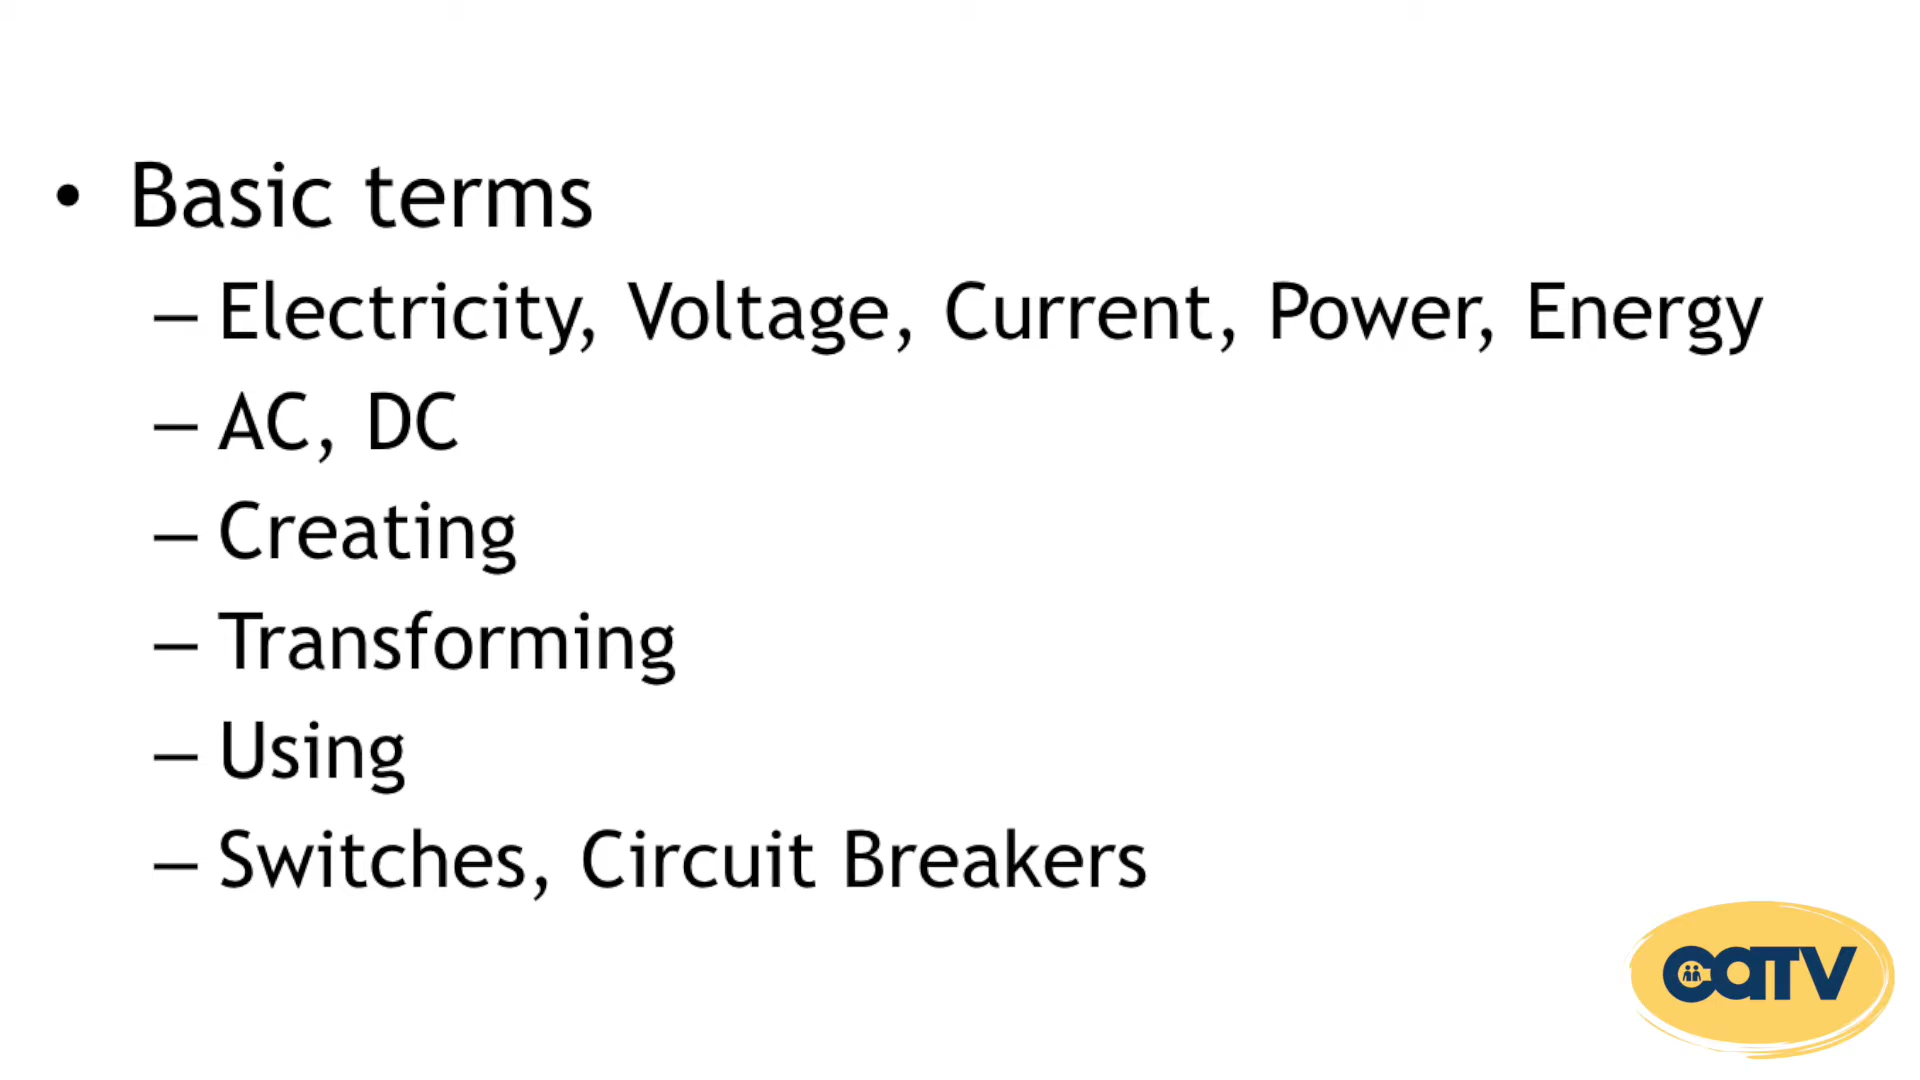 • Basic terms
– Electricity, Voltage, Current, Power, Energy
– AC, DC
– Creating
– Transforming
– Using
– Switches, Circuit Breakers
caTV